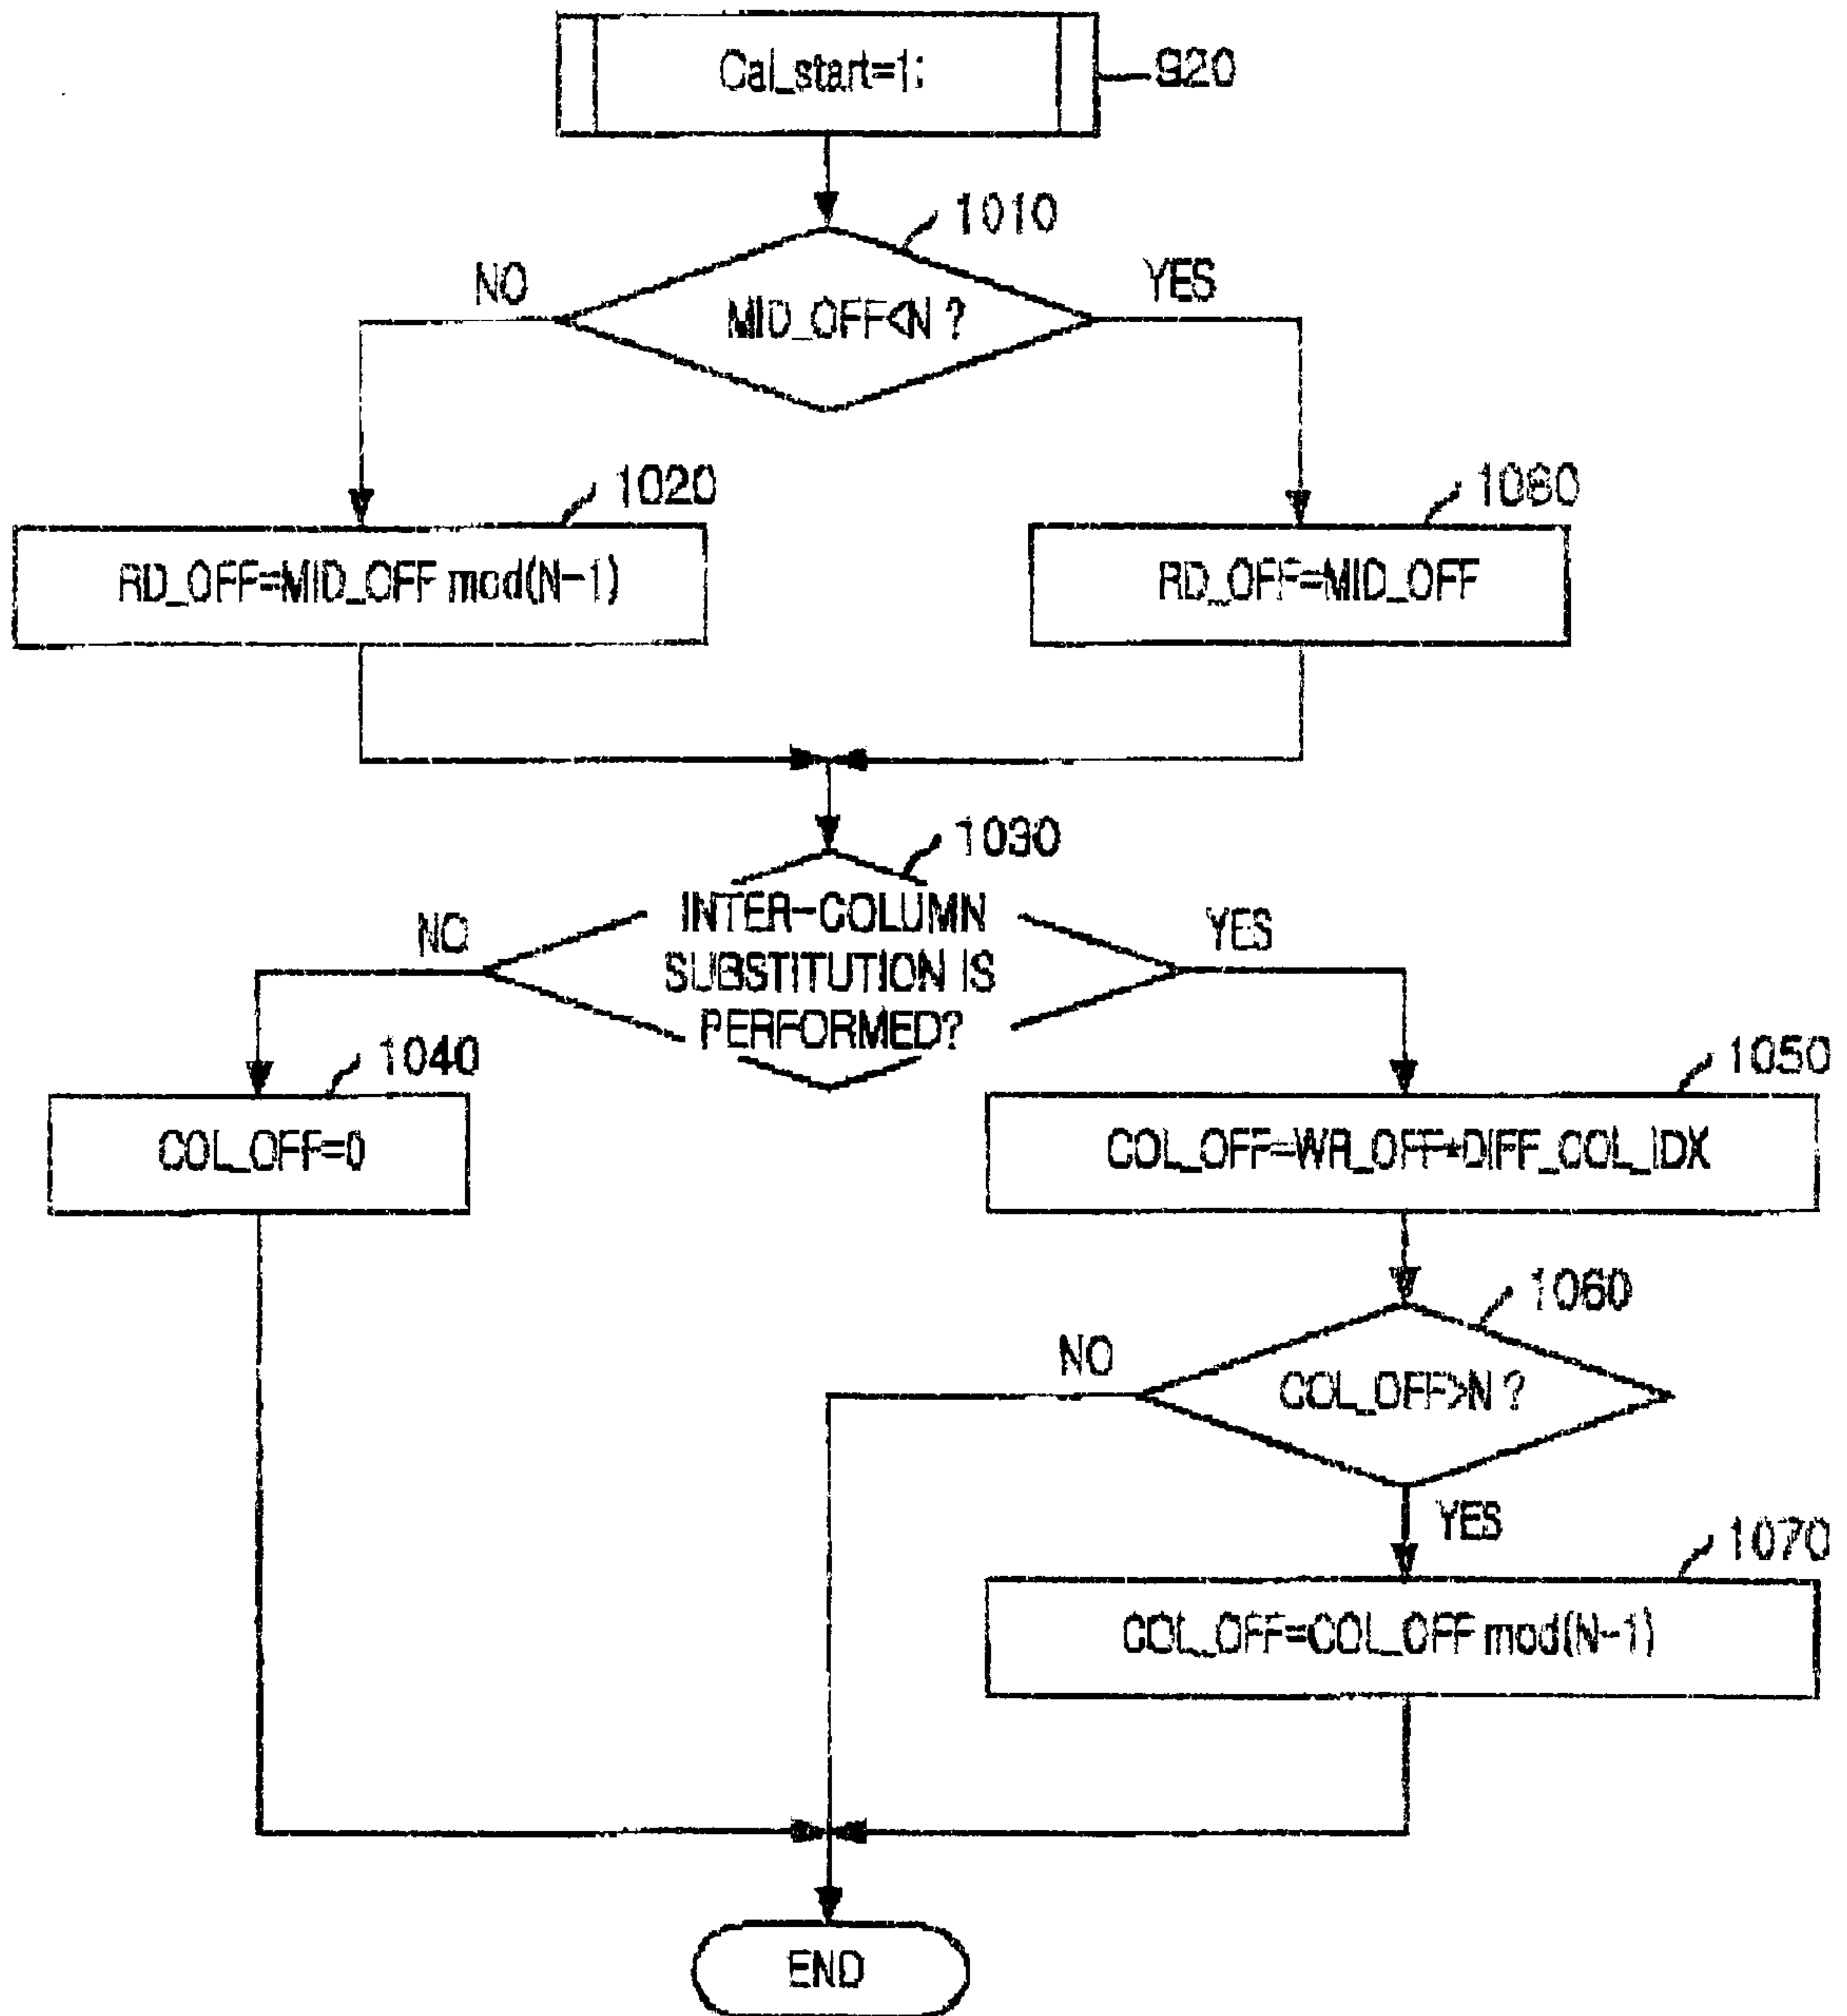 Cal_start=1;
920
1010
NO
YES
MID_OFF<N ?
1020
1080
RD_OFF=MID_OFF mod(N-1)
RD_OFF=MID_OFF
1030
NO
INTER-COLUMN
SUBSTITUTION IS
PERFORMED?
YES
1040
1050
COL_OFF=0
COL_OFF=WR_OFF*DIFF_COL_IDX
1060
NO
COL_OFF>N ?
YES
1070
COL_OFF=COL_OFF mod(N-1)
END